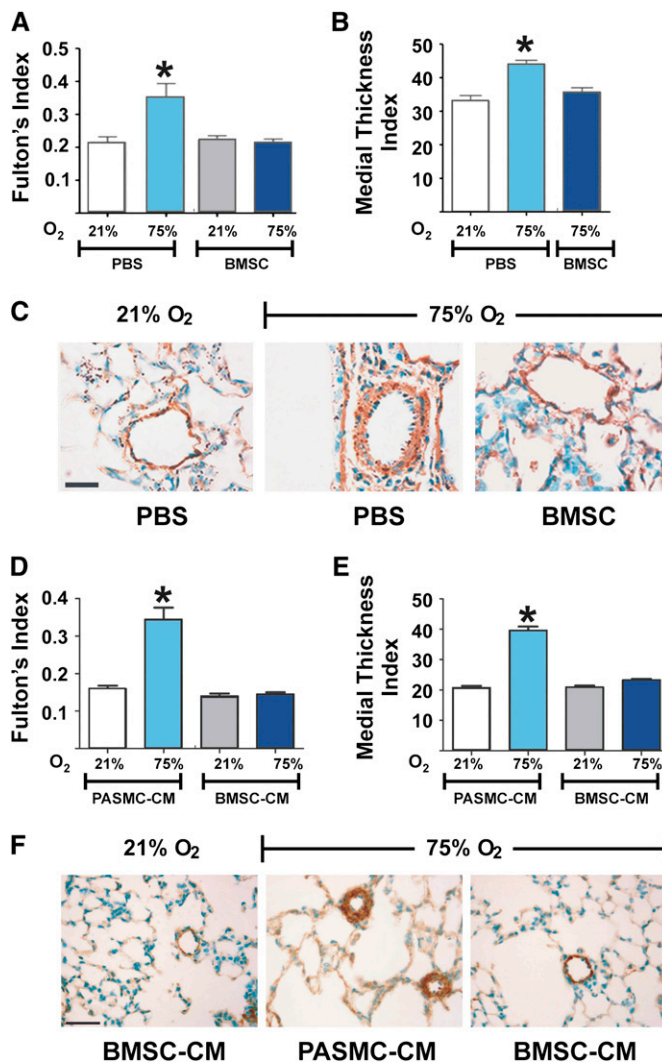 A
Fulton's Index
0.5
0.4
0.3
0.2
0.1
*
O2 21% 75% 21% 75%
PBS BMSC
B
Medial Thickness Index
50
40
30
20
10
*
O2 21% 75% 75%
PBS BMSC
C
21% O2 75% O2
PBS PBS BMSC
D
Fulton's Index
0.4
0.3
0.2
0.1
*
O2 21% 75% 21% 75%
PASMC-CM BMSC-CM
E
Medial Thickness Index
50
40
30
20
10
*
O2 21% 75% 21% 75%
PASMC-CM BMSC-CM
F
21% O2 75% O2
BMSC-CM PASMC-CM BMSC-CM